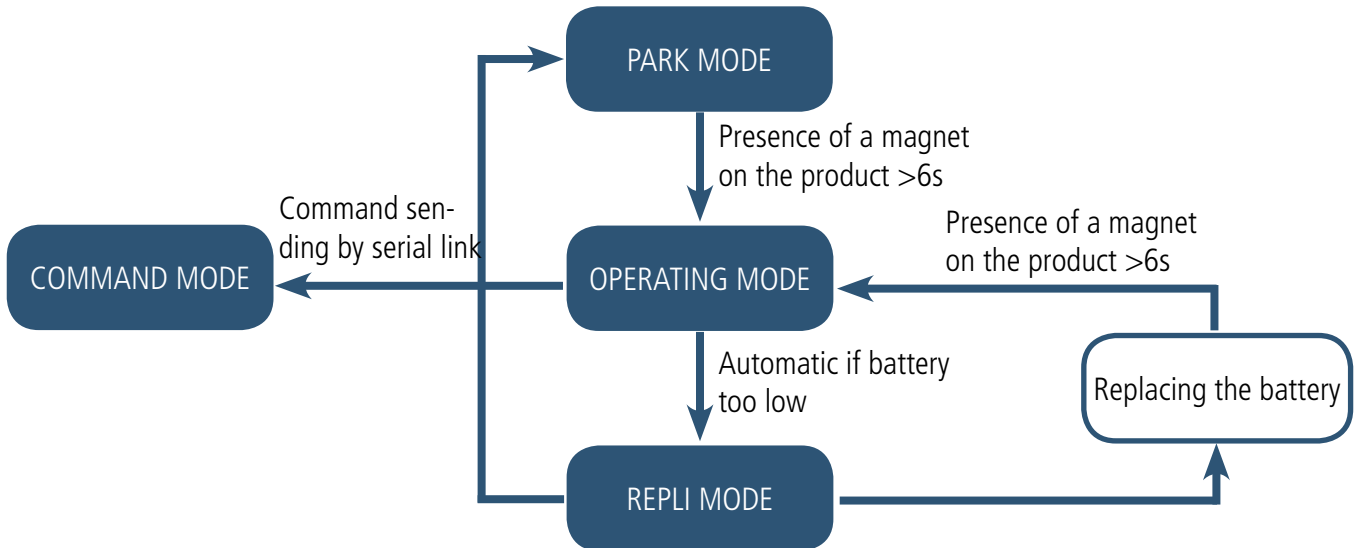 PARK MODE
Presence of a magnet
on the product >6s
Command sen-
ding by serial link
Presence of a magnet
on the product >6s
COMMAND MODE
OPERATING MODE
Automatic if battery
too low
Replacing the battery
REPLI MODE